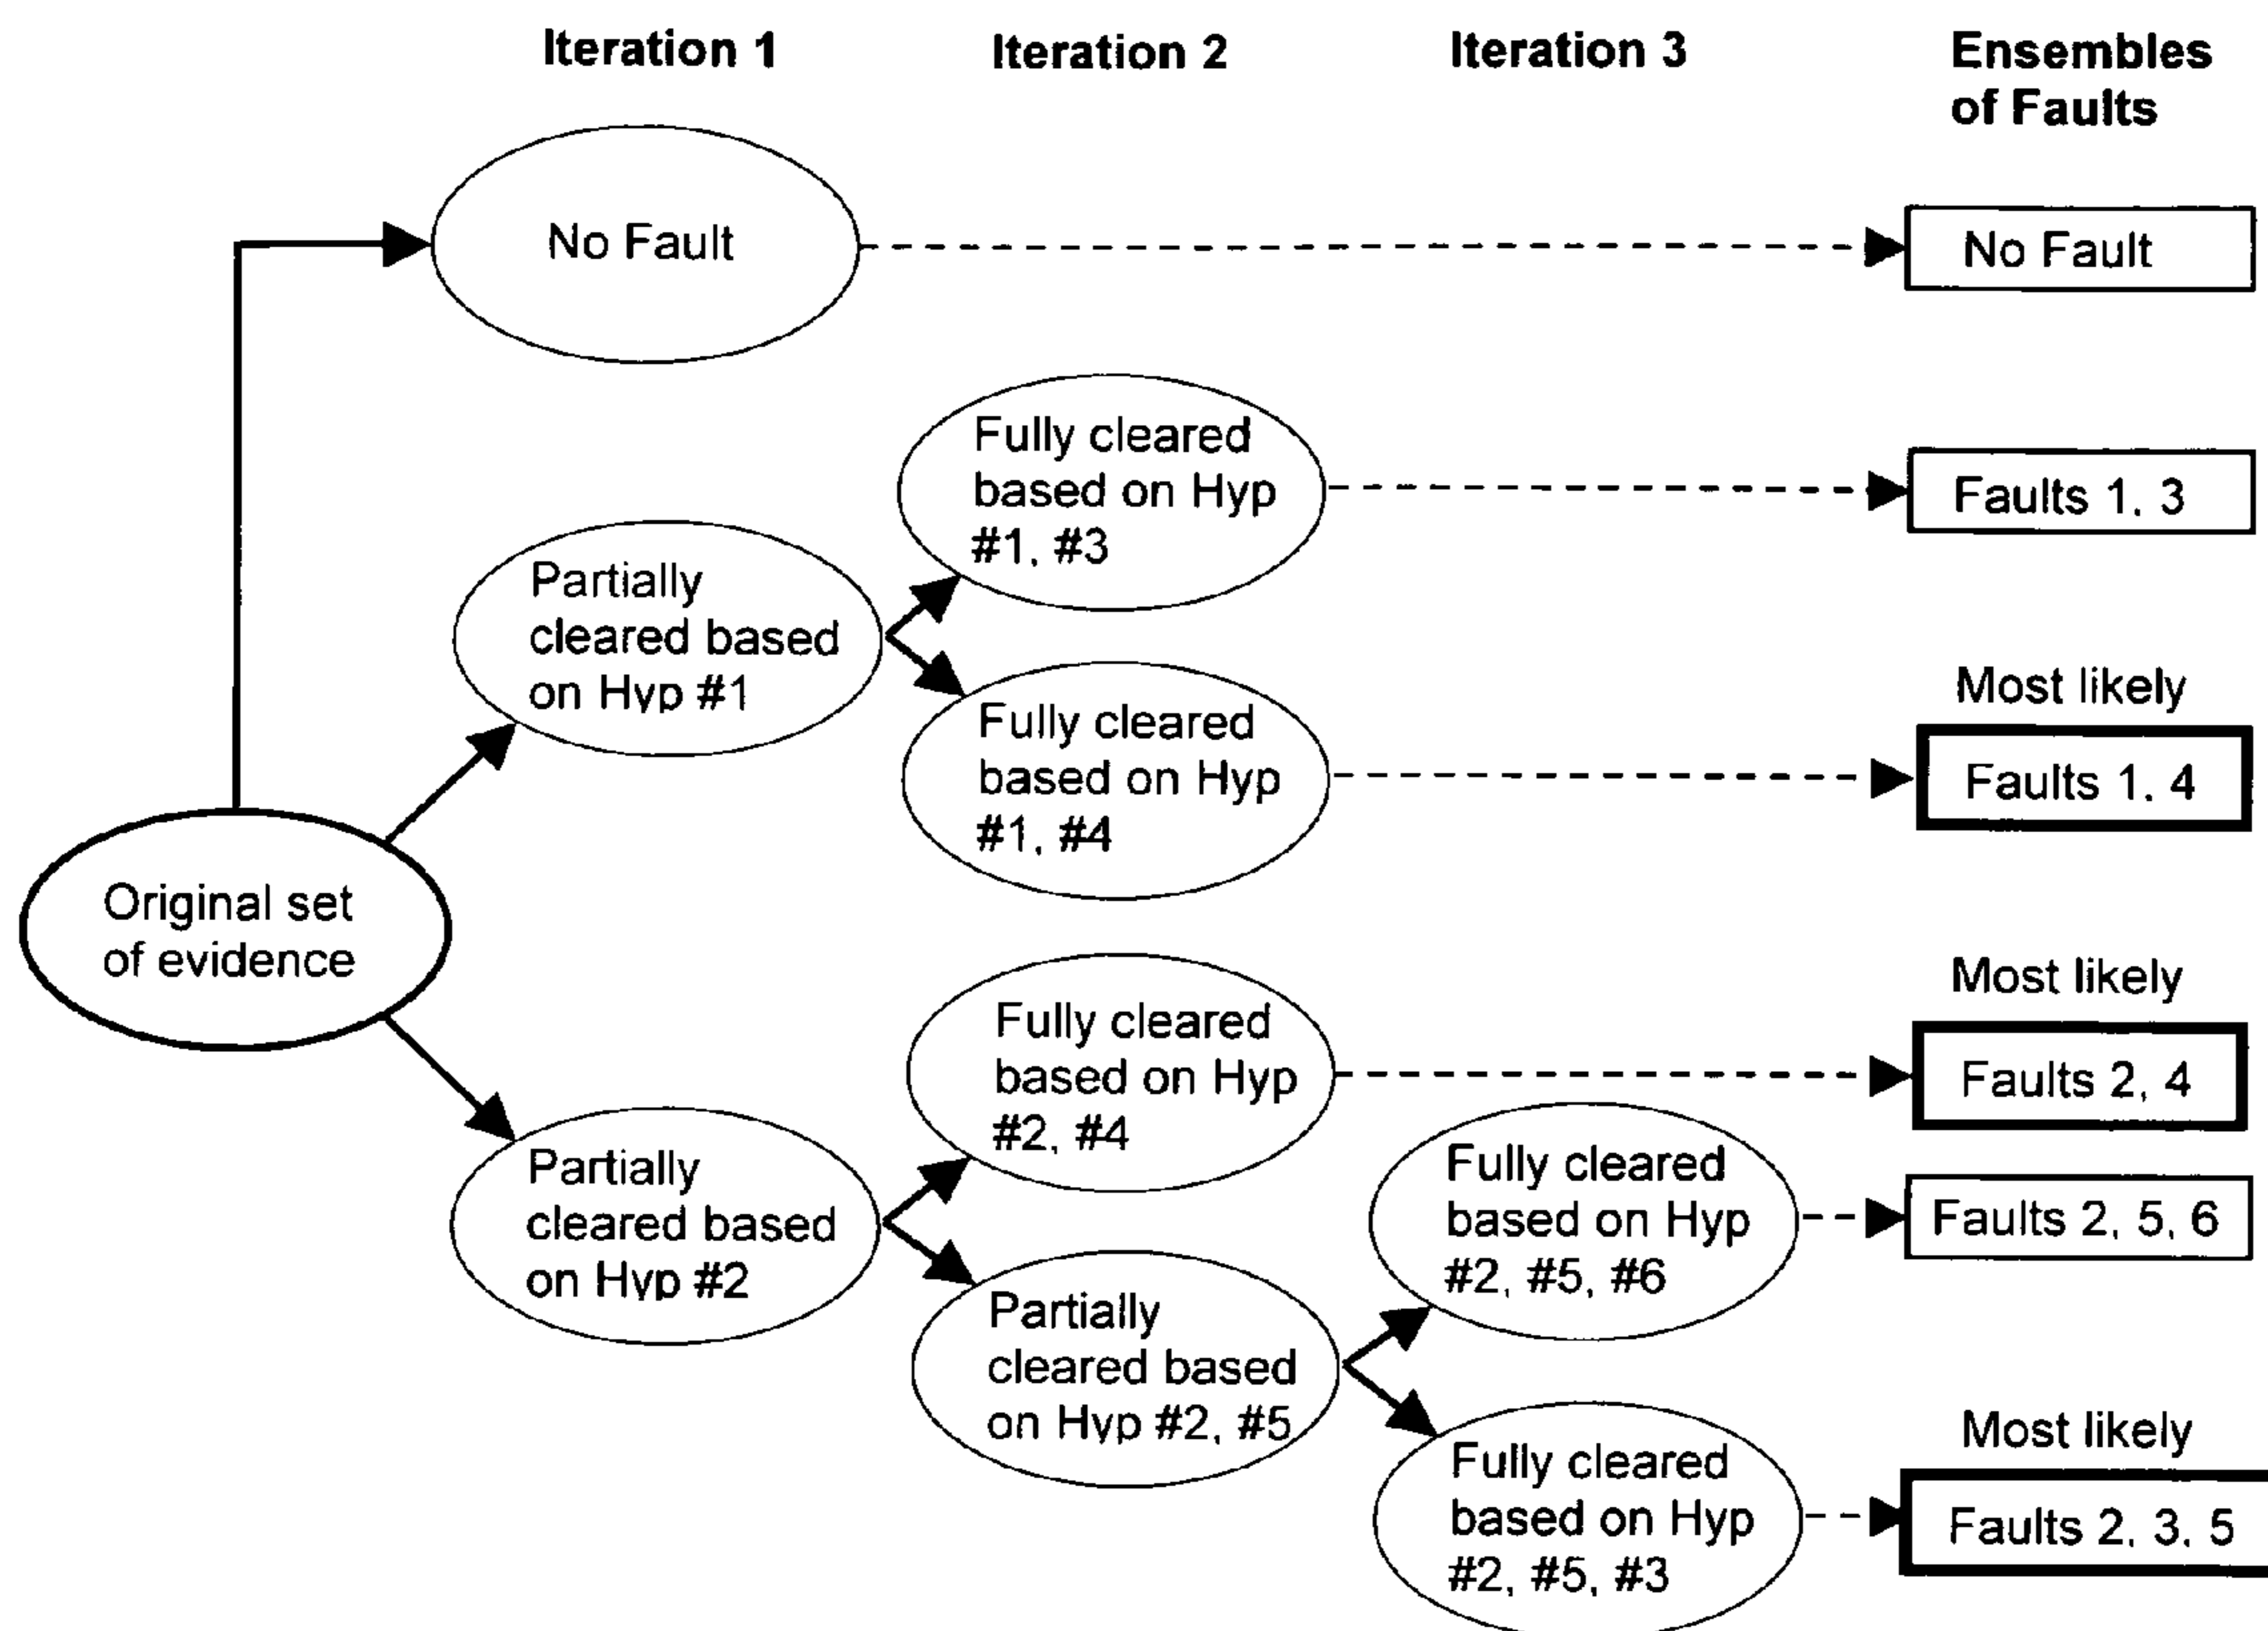 Iteration 1
Iteration 2
Iteration 3
Ensembles
of Faults
No Fault
No Fault
Fully cleared
based on Hyp
#1, #3
Faults 1, 3
Partially
cleared based
on Hyp #1
Most likely
Fully cleared
based on Hyp
#1, #4
Faults 1, 4
Original set
of evidence
Most likely
Fully cleared
based on Hyp
#2, #4
Faults 2, 4
Partially
cleared based
on Hyp #2
Fully cleared
based on Hyp
#2, #5, #6
Faults 2, 5, 6
Partially
cleared based
on Hyp #2, #5
Most likely
Fully cleared
based on Hyp
#2, #5, #3
Faults 2, 3, 5